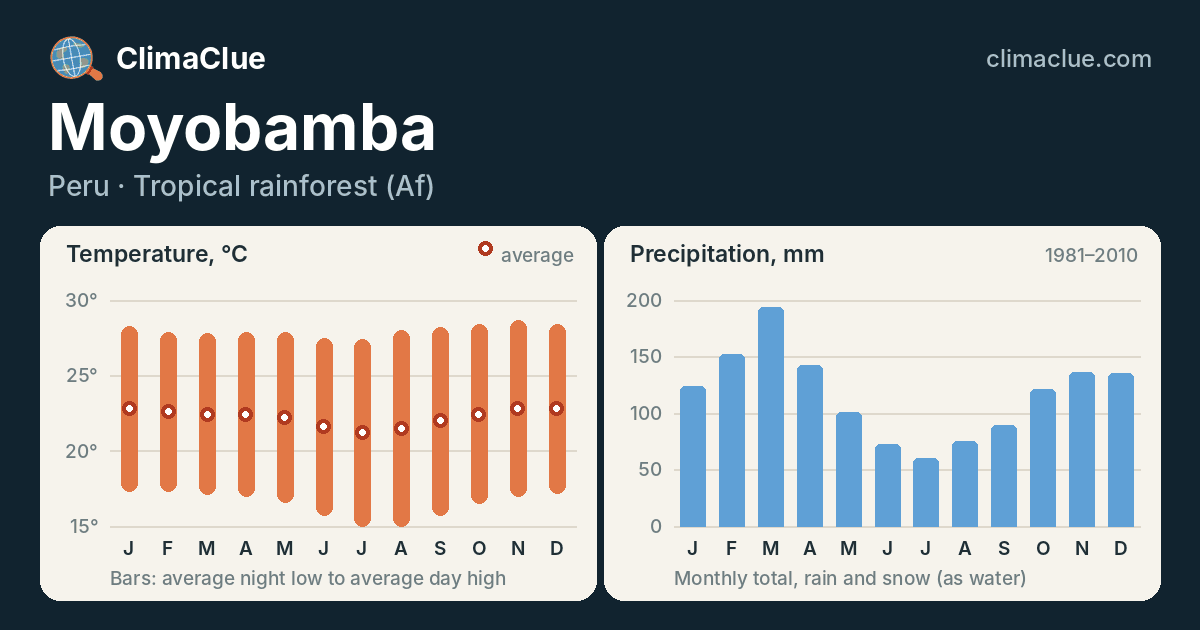 ClimaClue
climaclue.com
Moyobamba
Peru · Tropical rainforest (Af)
Temperature, °C
average
30°
25°
20°
15°
J F M A M J J A S O N D
Bars: average night low to average day high
Precipitation, mm
1981–2010
200
150
100
50
0
J F M A M J J A S O N D
Monthly total, rain and snow (as water)